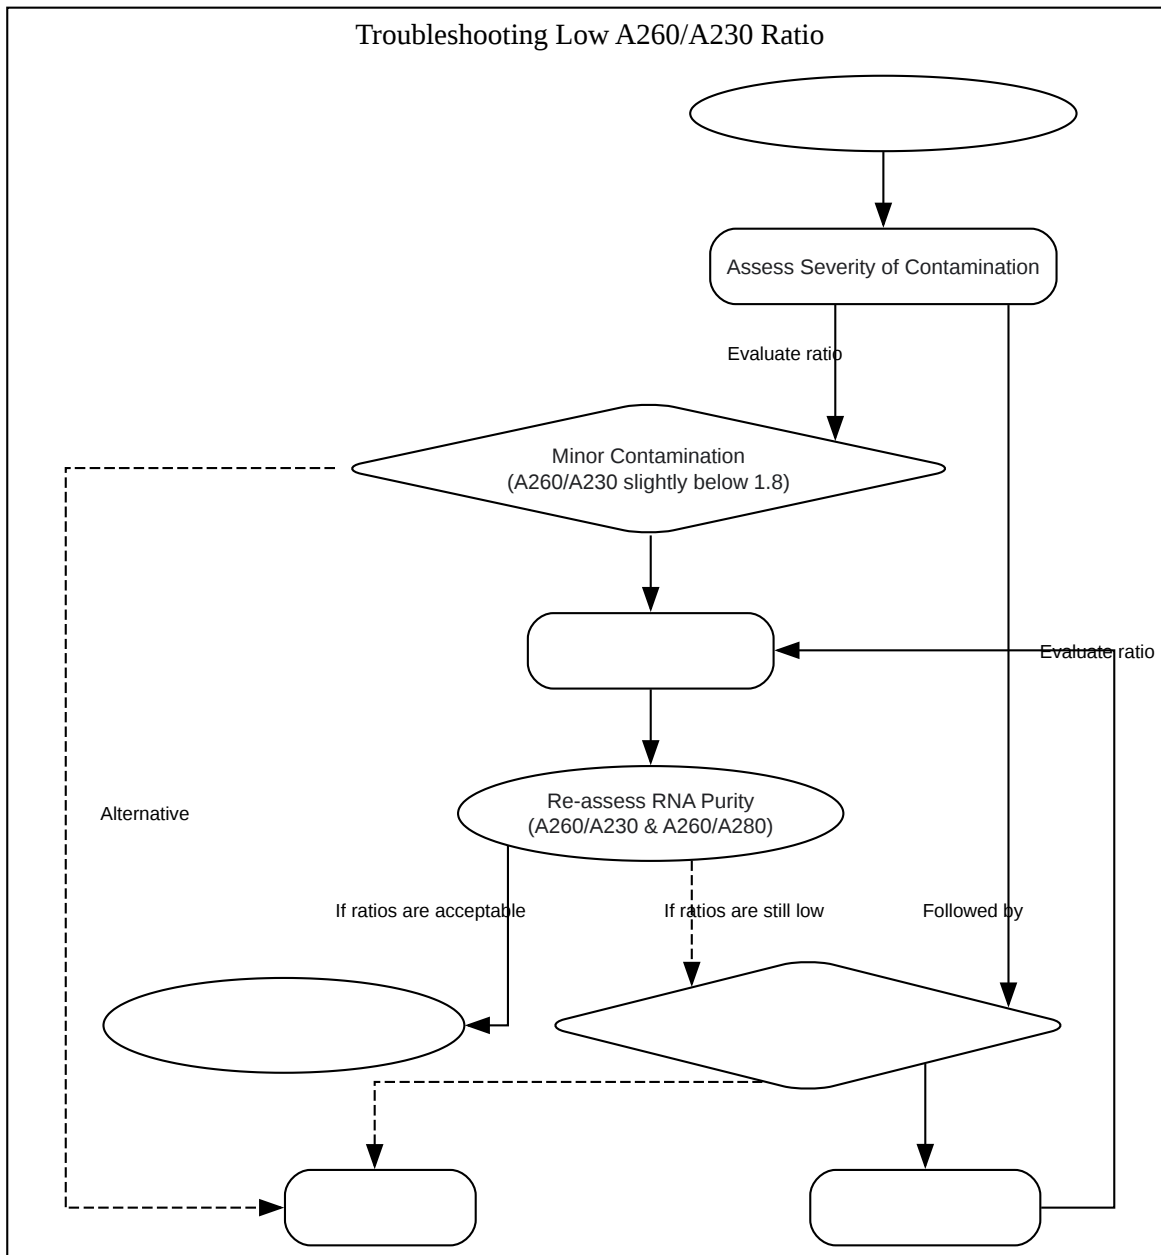 Troubleshooting Low A260/A230 Ratio
Assess Severity of Contamination
Evaluate ratio
Minor Contamination
(A260/A230 slightly below 1.8)
Evaluate ratio
Alternative
Re-assess RNA Purity
(A260/A230 & A260/A280)
If ratios are acceptable
If ratios are still low
Followed by